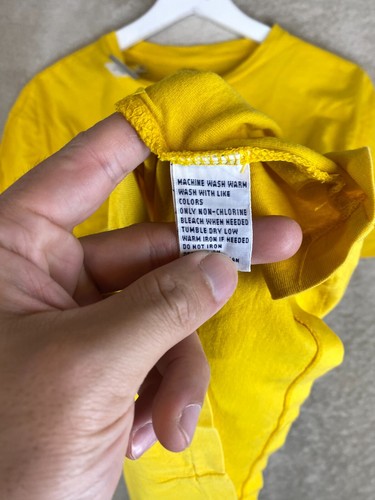 MACHINE WASH WARM
WASH WITH LIKE
COLORS
ONLY NON-CHLORINE
BLEACH WHEN NEEDED
TUMBLE DRY LOW
WARM IRON IF NEEDED
DO NOT IRON